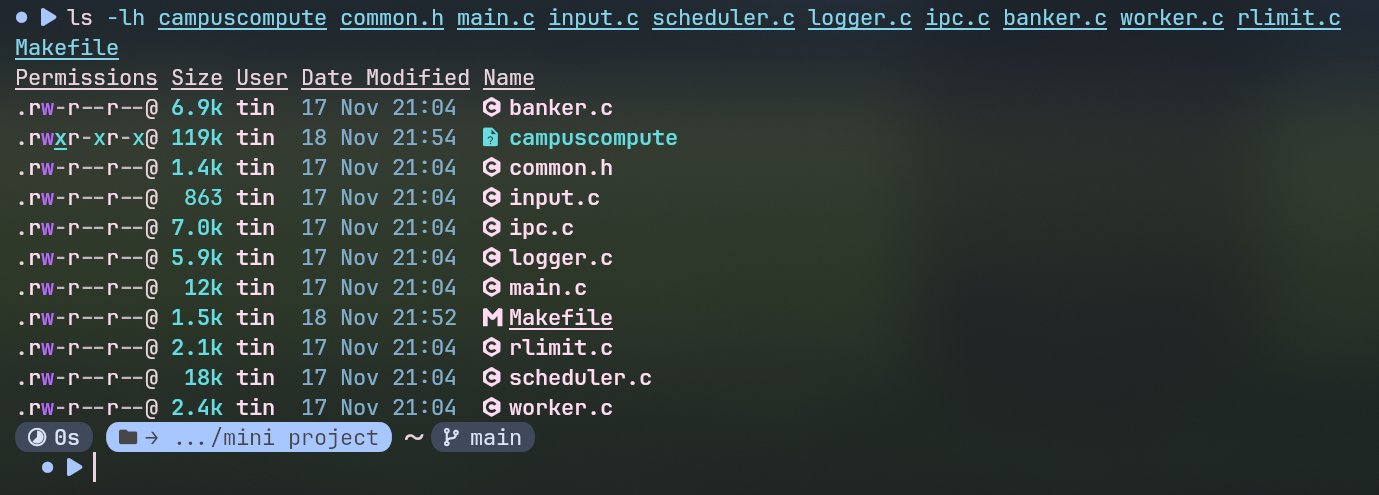 ls -lh campuscompute common.h main.c input.c scheduler.c logger.c ipc.c banker.c worker.c rlimit.c
Makefile
Permissions Size User Date Modified Name
.rw-r--r--@ 6.9k tin 17 Nov 21:04 banker.c
.rwxr-xr-x@ 119k tin 18 Nov 21:54 campuscompute
.rw-r--r--@ 1.4k tin 17 Nov 21:04 common.h
.rw-r--r--@ 863 tin 17 Nov 21:04 input.c
.rw-r--r--@ 7.0k tin 17 Nov 21:04 ipc.c
.rw-r--r--@ 5.9k tin 17 Nov 21:04 logger.c
.rw-r--r--@ 12k tin 17 Nov 21:04 main.c
.rw-r--r--@ 1.5k tin 18 Nov 21:52 Makefile
.rw-r--r--@ 2.1k tin 17 Nov 21:04 rlimit.c
.rw-r--r--@ 18k tin 17 Nov 21:04 scheduler.c
.rw-r--r--@ 2.4k tin 17 Nov 21:04 worker.c
0s → .../mini project ~ main